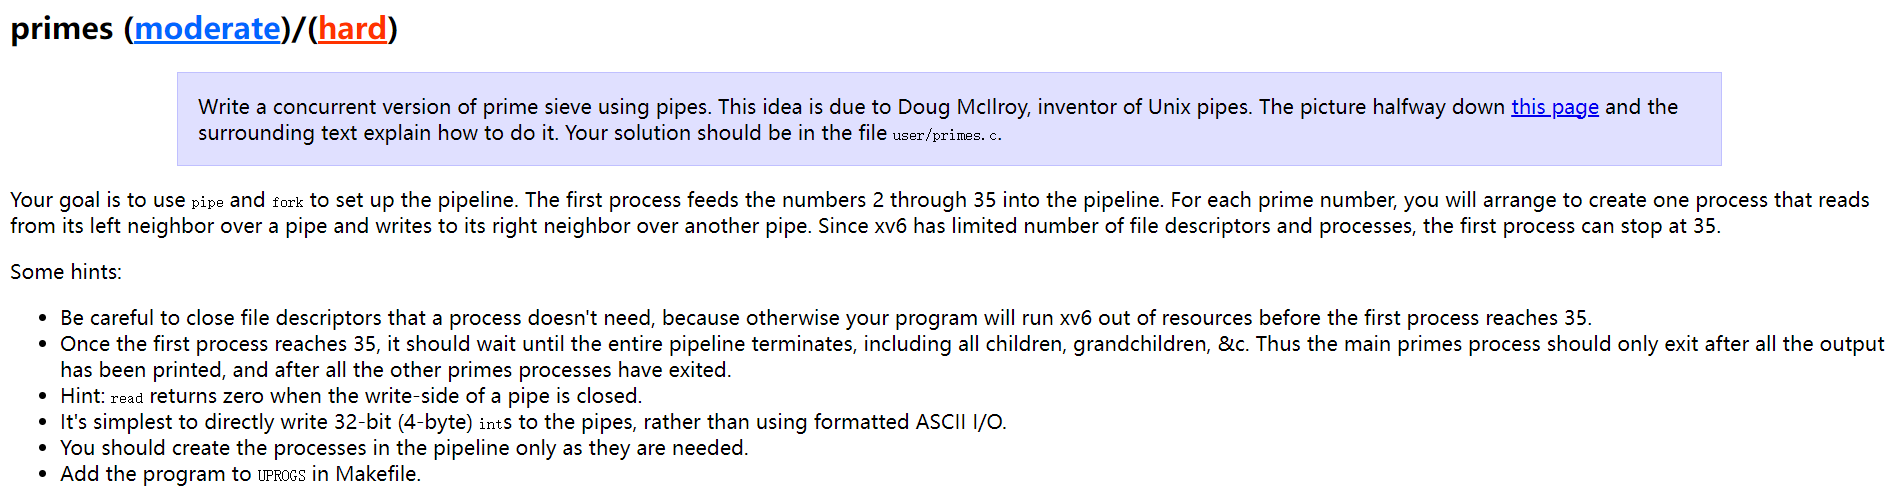 primes (moderate)/(hard)
Write a concurrent version of prime sieve using pipes. This idea is due to Doug McIlroy, inventor of Unix pipes. The picture halfway down this page and the
surrounding text explain how to do it. Your solution should be in the file user/primes.c.
Your goal is to use pipe and fork to set up the pipeline. The first process feeds the numbers 2 through 35 into the pipeline. For each prime number, you will arrange to create one process that reads
from its left neighbor over a pipe and writes to its right neighbor over another pipe. Since xv6 has limited number of file descriptors and processes, the first process can stop at 35.
Some hints:
• Be careful to close file descriptors that a process doesn't need, because otherwise your program will run xv6 out of resources before the first process reaches 35.
• Once the first process reaches 35, it should wait until the entire pipeline terminates, including all children, grandchildren, &c. Thus the main primes process should only exit after all the output
has been printed, and after all the other primes processes have exited.
• Hint: read returns zero when the write-side of a pipe is closed.
• It's simplest to directly write 32-bit (4-byte) ints to the pipes, rather than using formatted ASCII I/O.
• You should create the processes in the pipeline only as they are needed.
• Add the program to UPROGS in Makefile.